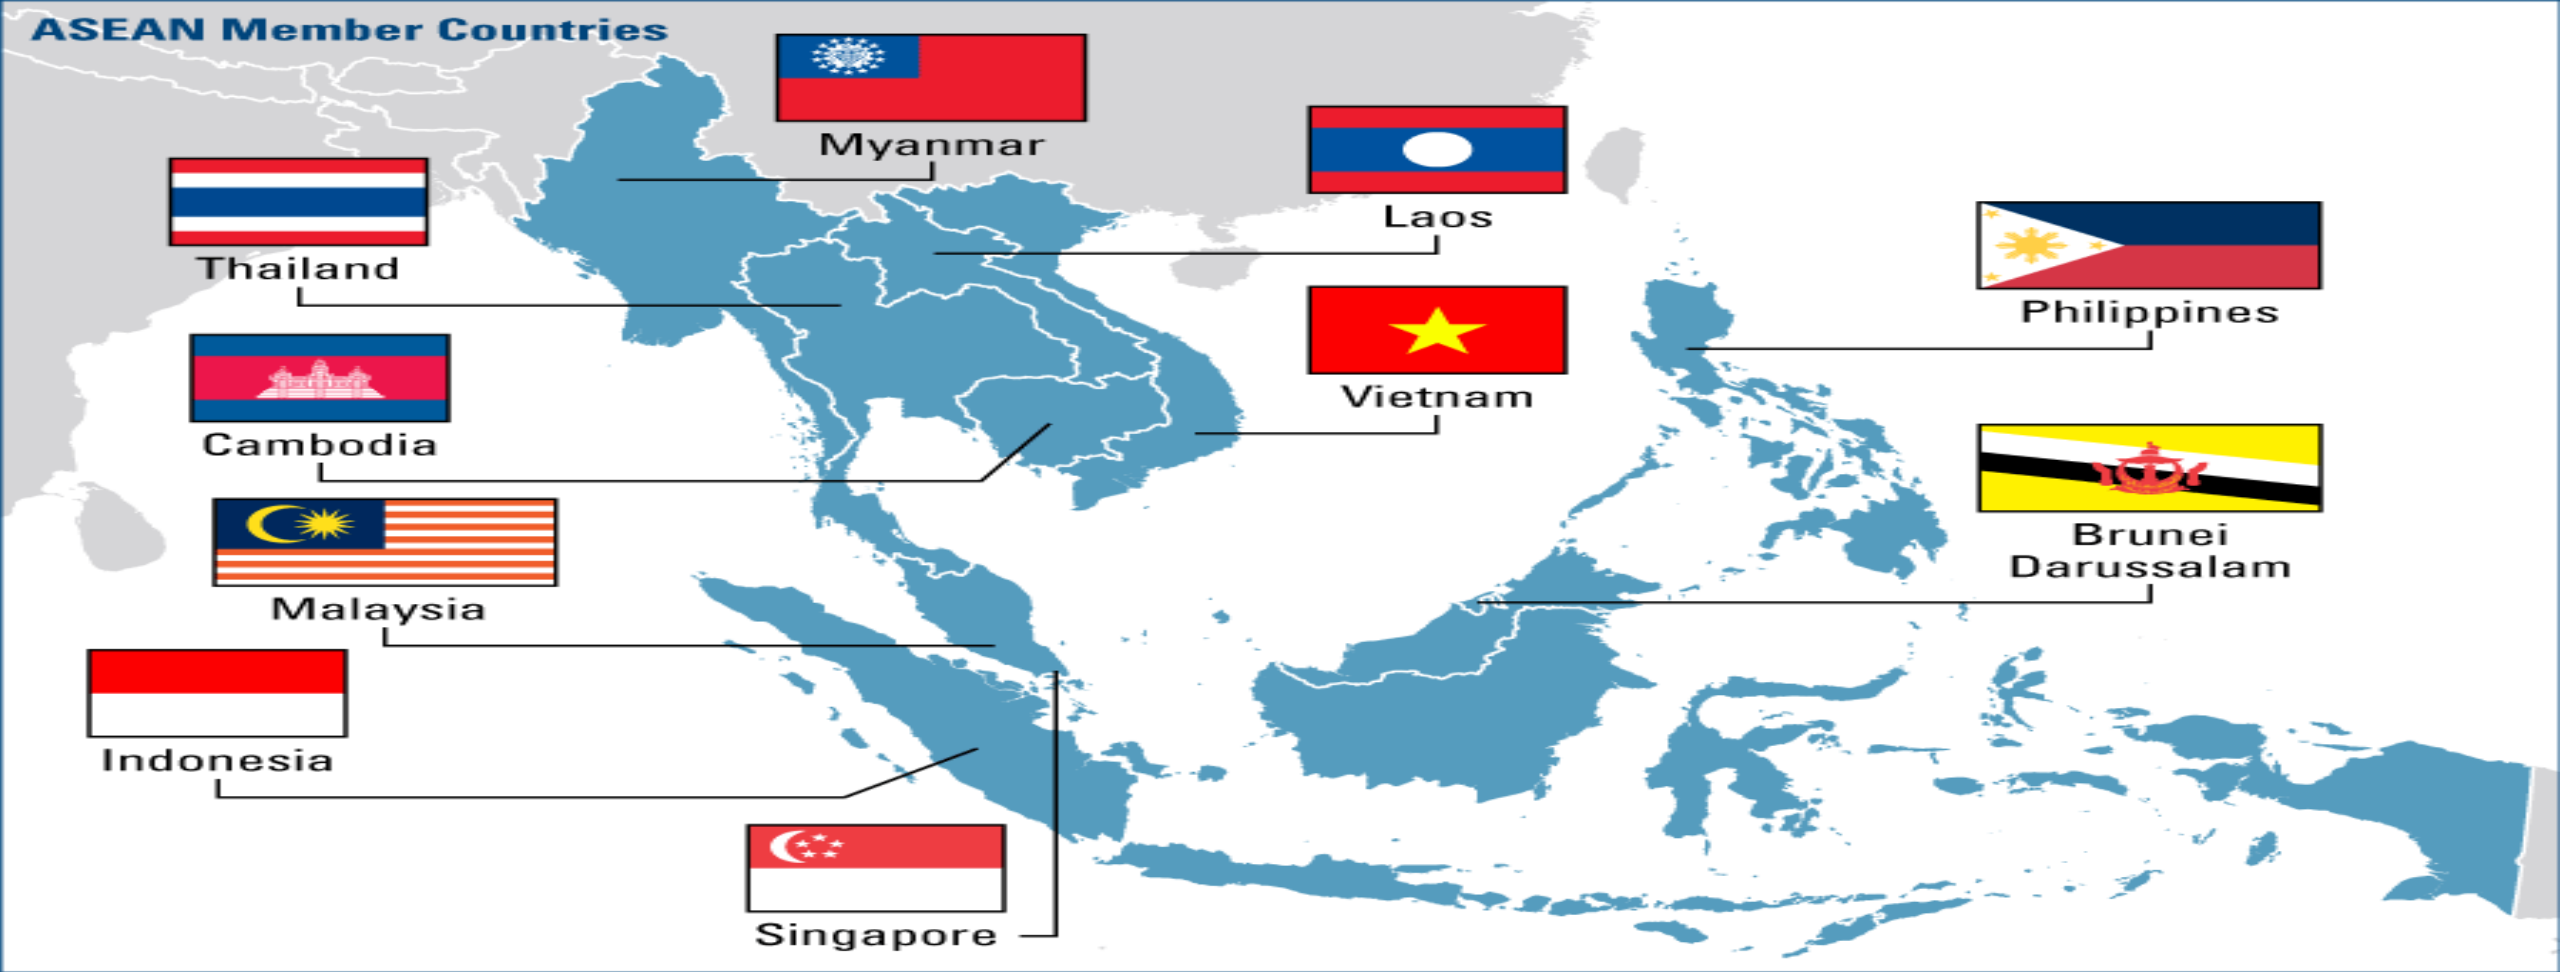 ASEAN Member Countries
Myanmar
Laos
Thailand
Philippines
Vietnam
Cambodia
Brunei
Darussalam
Malaysia
Indonesia
Singapore